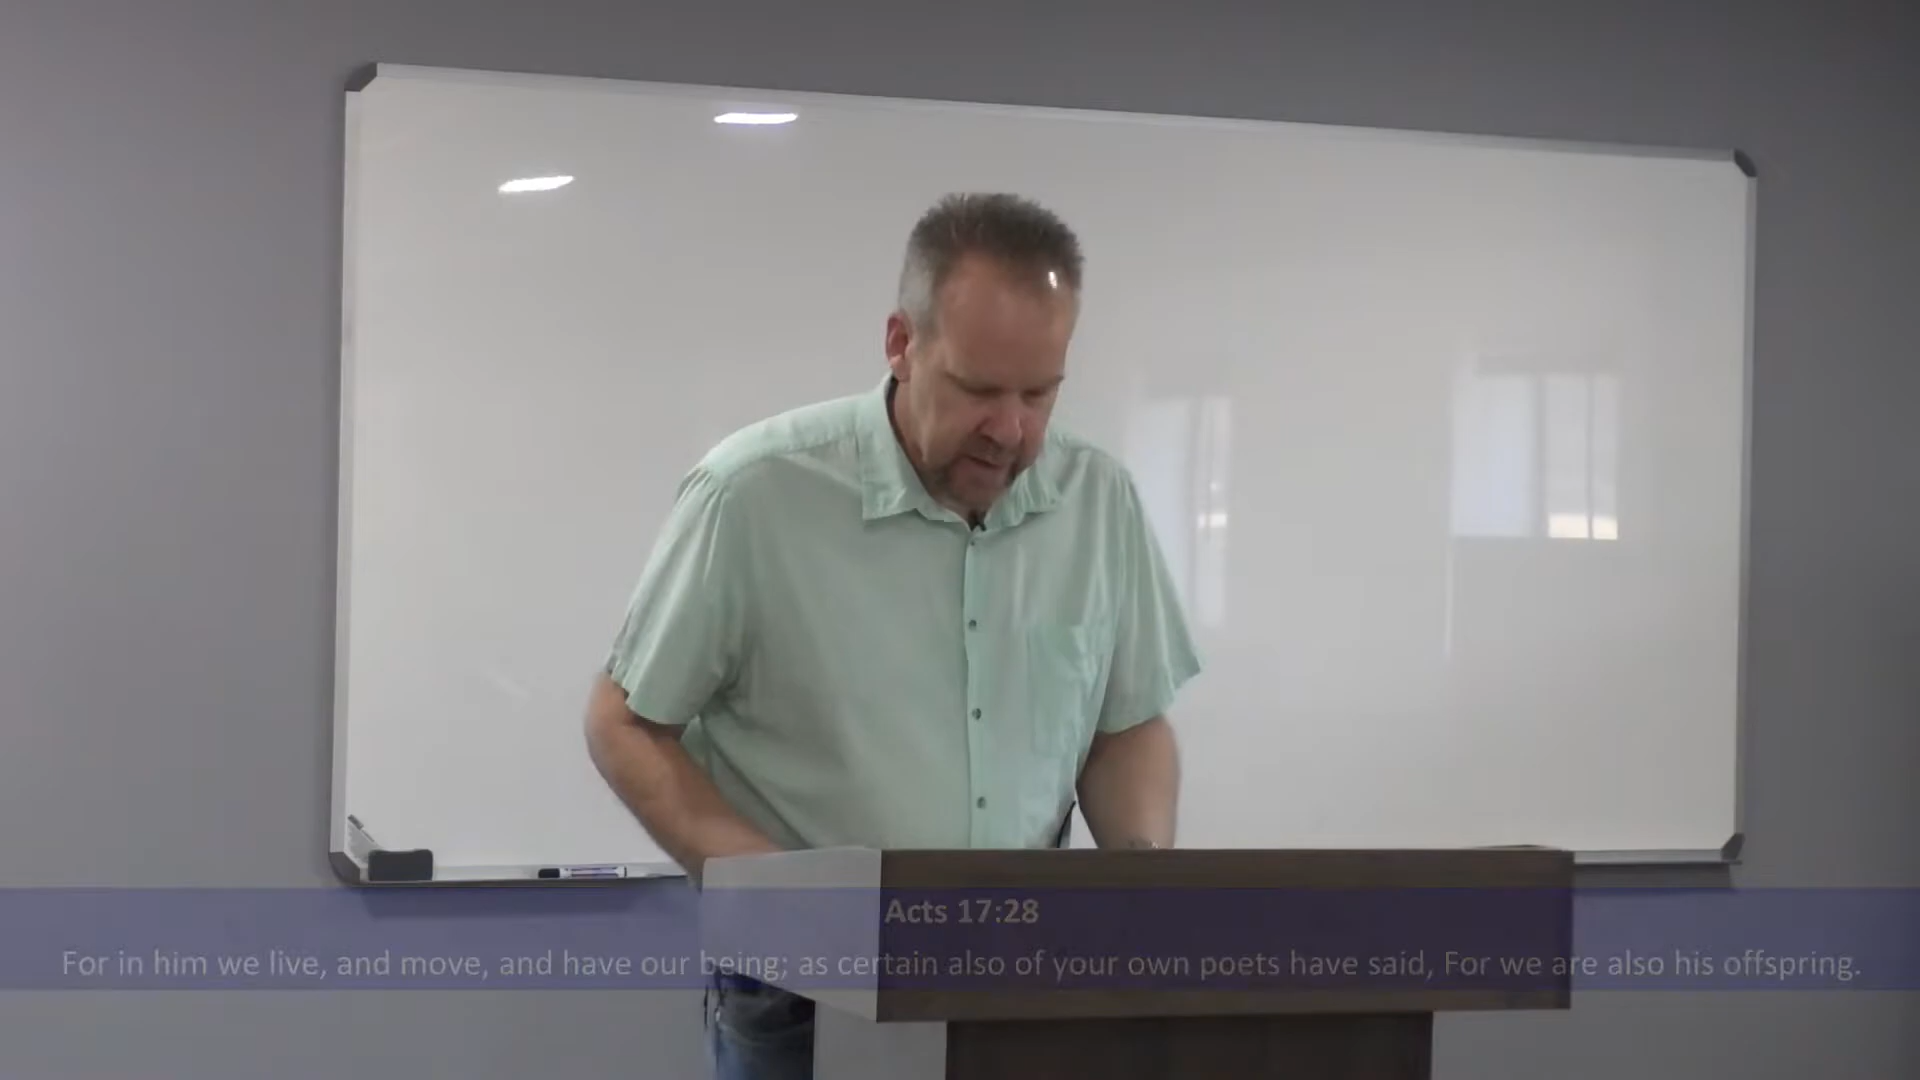 Acts 17:28
For in him we live, and move, and have our being; as certain also of your own poets have said, For we are also his offspring.